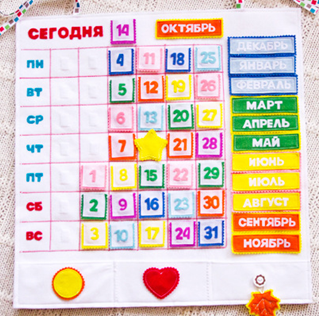 СЕГОДНЯ 14 ОКТЯБРЬ
ПН 4 11 18 25
ВТ 5 12 19 26
СР 6 13 20 27
ЧТ 7 21 28
ПТ 1 8 15 22 29
СБ 2 9 16 23 30
ВС 3 10 17 24 31
ДЕКАБРЬ
ЯНВАРЬ
ФЕВРАЛЬ
МАРТ
АПРЕЛЬ
МАЙ
ИЮНЬ
ИЮЛЬ
АВГУСТ
СЕНТЯБРЬ
НОЯБРЬ